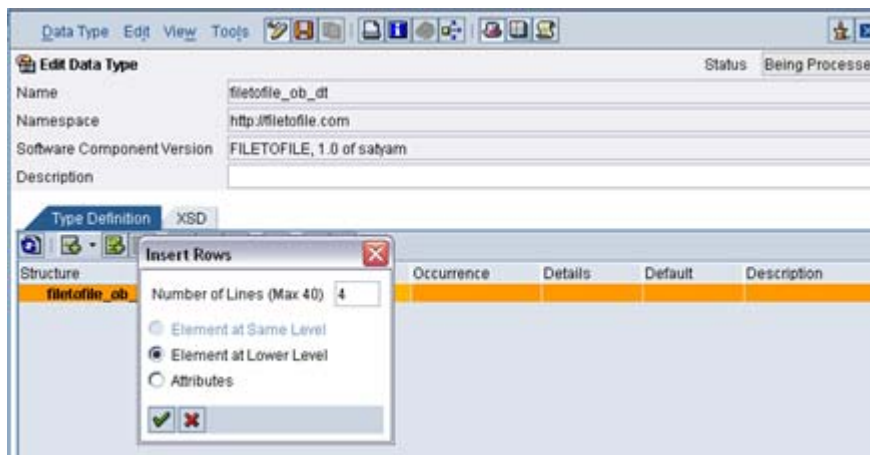 Data Type Edit View Tools
Edit Data Type
Status Being Processe
Name filetofile_ob_dt
Namespace http://filetofile.com
Software Component Version FILETOFILE, 1.0 of satyam
Description
Type Definition XSD
Insert Rows
Structure Occurrence Details Default Description
filetofile_ob_
Number of Lines (Max 40) 4
Element at Same Level
Element at Lower Level
Attributes